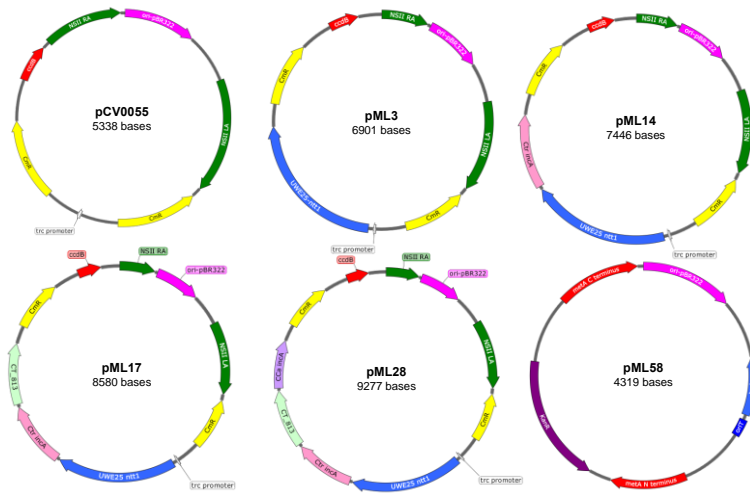 NSII RA
ori-pBR322
ccdB
NSII LA
CmR
CmR
trc promoter
pCV0055
5338 bases
ccdB
NSII RA
ori-pBR322
CmR
NSII LA
UWE25-ntt1
CmR
trc promoter
pML3
6901 bases
ccdB
NSII RA
ori-pBR322
CmR
NSII LA
Ctr incA
CmR
UWE25 ntt1
trc promoter
pML14
7446 bases
ccdB
NSII RA
ori-pBR322
CmR
NSII LA
CT_813
CmR
Ctr incA
UWE25 ntt1
trc promoter
pML17
8580 bases
ccdB
NSII RA
ori-pBR322
CmR
NSII LA
CCa incA
CT_813
CmR
Ctr incA
UWE25 ntt1
trc promoter
pML28
9277 bases
metA C terminus
ori-pBR322
KanR
oriT
metA N terminus
pML58
4319 bases